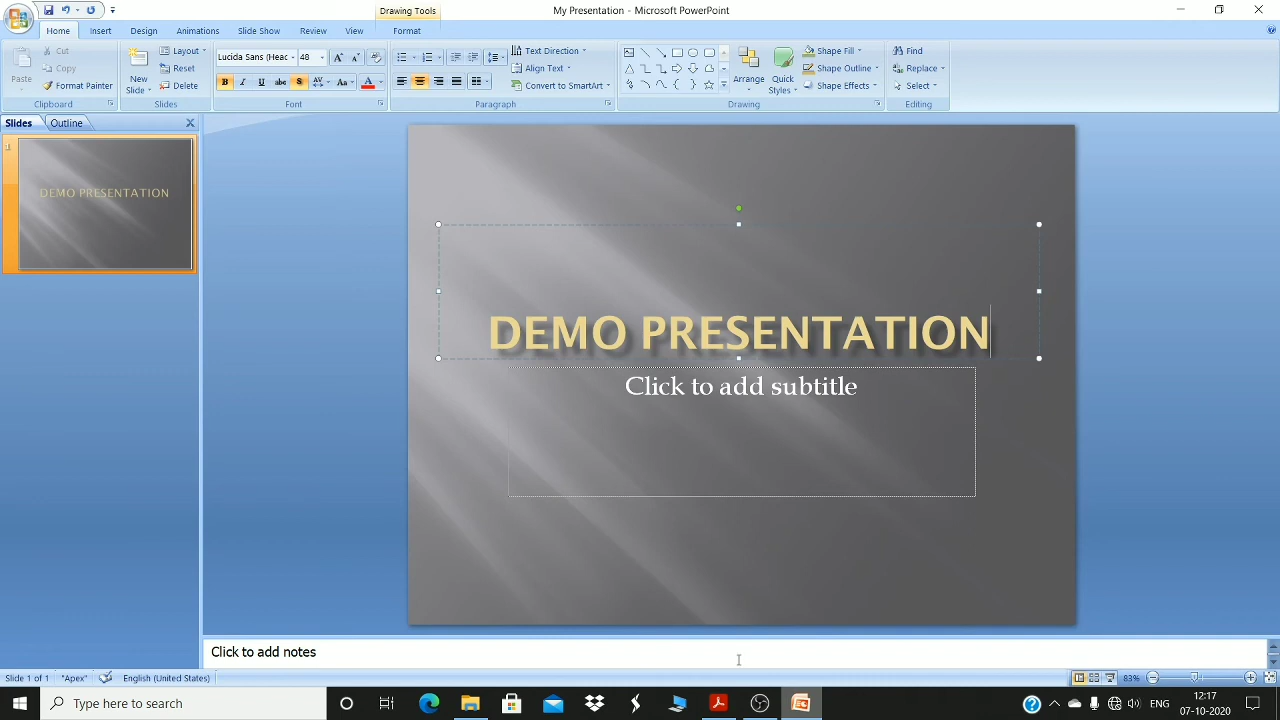 My Presentation - Microsoft PowerPoint
Drawing Tools
Home Insert Design Slide Show Animations Review View Format
Paste
Cut
Copy
Format Painter
Clipboard
New Slide
Layout
Reset
Delete
Slides
Lucida Sans (Heac 48
B I U abc S AV Aa A
Font
Paragraph
Text Direction
Align Text
Convert to SmartArt
Arrange
Quick Styles
Shape Fill
Shape Outline
Shape Effects
Drawing
Find
Replace
Select
Editing
Slides Outline
1
DEMO PRESENTATION
DEMO PRESENTATION
Click to add subtitle
Click to add notes
Slide 1 of 1 "Apex" English (United States) 83%
Type here to search
ENG 12:17
07-10-2020